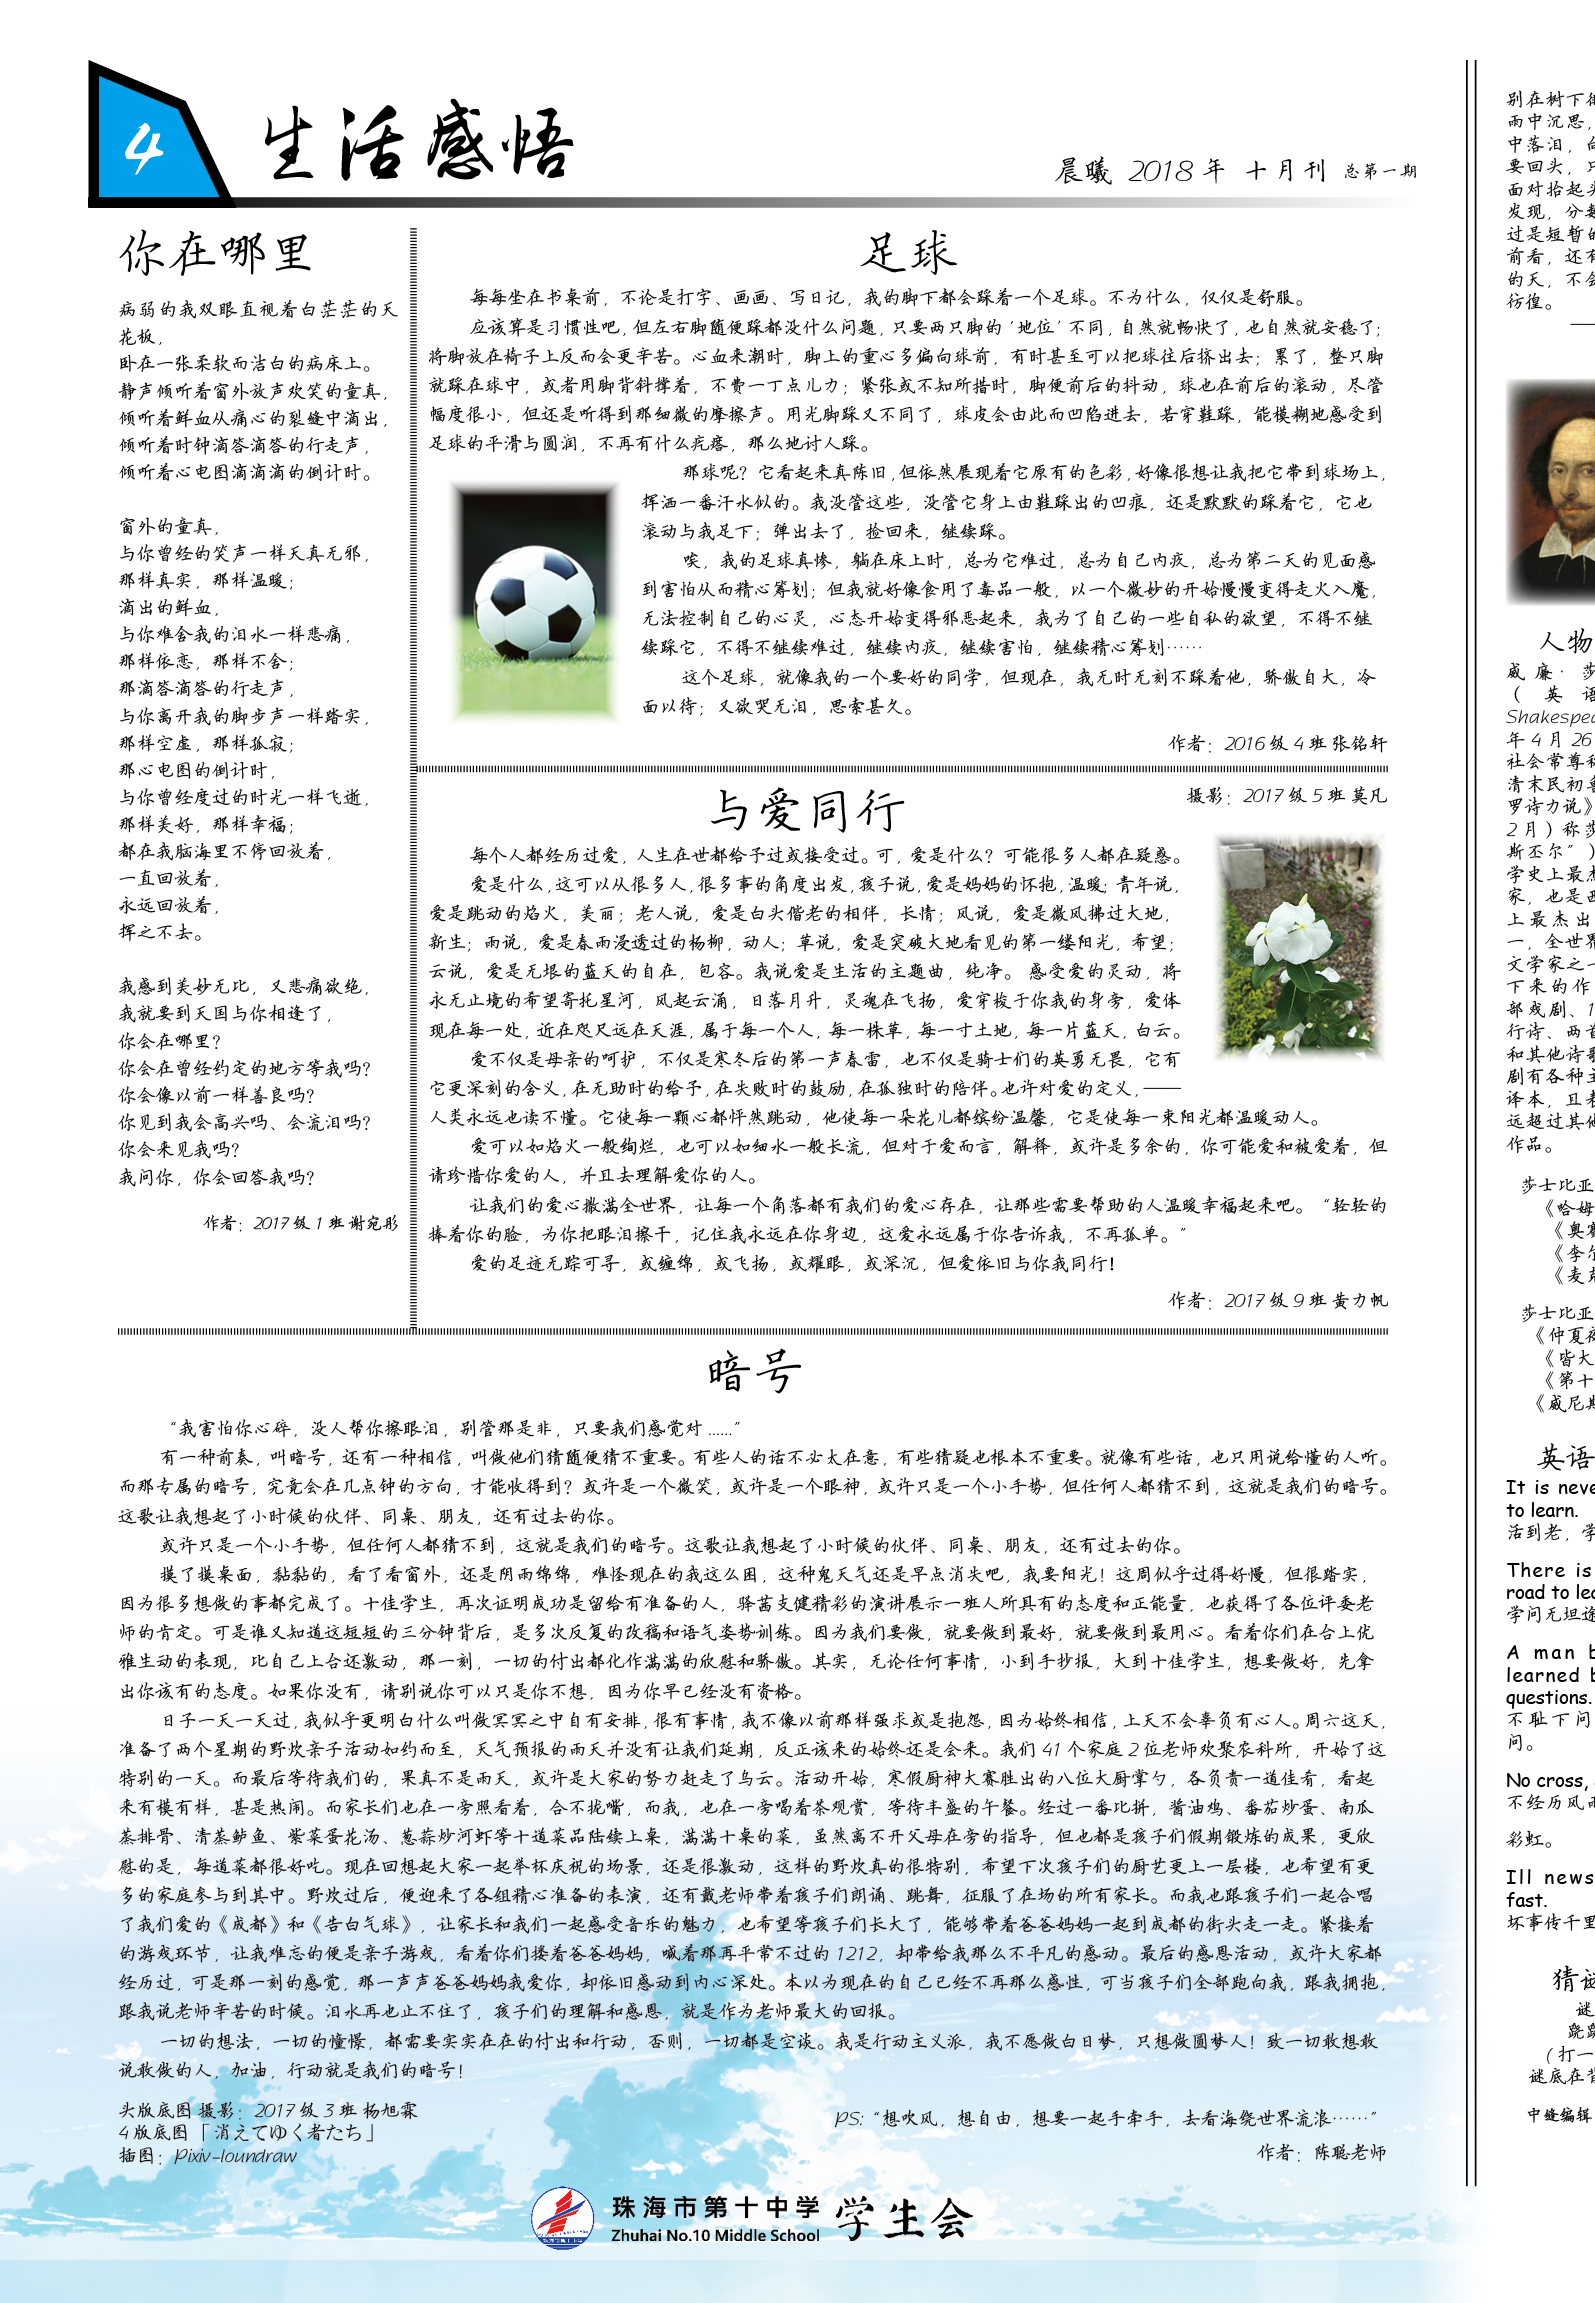 4
生活感悟
晨曦 2018年 十月刊 总第一期
你在哪里
病弱的我双眼直视着白茫茫的天
花板，
卧在一张柔软而洁白的病床上。
静声倾听着窗外放声欢笑的童真，
倾听着鲜血从痛心的裂缝中滴出，
倾听着时钟滴答滴答的行走声，
倾听着心电图滴滴滴的倒计时。
窗外的童真，
与你曾经的笑声一样天真无邪，
那样真实，那样温暖；
滴出的鲜血，
与你难舍我的泪水一样悲痛，
那样依恋，那样不舍；
那滴答滴答的行走声，
与你离开我的脚步声一样踏实，
那样空虚，那样孤寂；
那心电图的倒计时，
与你曾经度过的时光一样飞逝，
那样美好，那样幸福；
都在我脑海里不停回放着，
一直回放着，
永远回放着，
挥之不去。
我感到美妙无比，又悲痛欲绝，
我就要到天国与你相逢了，
你会在哪里？
你会在曾经约定的地方等我吗？
你会像以前一样善良吗？
你见到我会高兴吗、会流泪吗？
你会来见我吗？
我问你，你会回答我吗？
作者：2017级1班谢宛彤
足球
每每坐在书桌前，不论是打字、画画、写日记，我的脚下都会踩着一个足球。不为什么，仅仅是舒服。
应该算是习惯性吧，但左右脚随便踩都没什么问题，只要两只脚的‘地位’不同，自然就畅快了，也自然就安稳了；
将脚放在椅子上反而会更辛苦。心血来潮时，脚上的重心多偏向球前，有时甚至可以把球往后挤出去；累了，整只脚
就踩在球中，或者用脚背斜撑着，不费一丁点儿力；紧张或不知所措时，脚便前后的抖动，球也在前后的滚动，尽管
幅度很小，但还是听得到那细微的摩擦声。用光脚踩又不同了，球皮会由此而凹陷进去，若穿鞋踩，能模糊地感受到
足球的平滑与圆润，不再有什么疙瘩，那么地讨人踩。
那球呢？它看起来真陈旧，但依然展现着它原有的色彩，好像很想让我把它带到球场上，
挥洒一番汗水似的。我没管这些，没管它身上由鞋踩出的凹痕，还是默默的踩着它，它也
滚动与我足下；弹出去了，捡回来，继续踩。
唉，我的足球真惨，躺在床上时，总为它难过，总为自己内疚，总为第二天的见面感
到害怕从而精心筹划；但我就好像食用了毒品一般，以一个微妙的开始慢慢变得走火入魔，
无法控制自己的心灵，心态开始变得邪恶起来，我为了自己的一些自私的欲望，不得不继
续踩它，不得不继续难过，继续内疚，继续害怕，继续精心筹划……
这个足球，就像我的一个要好的同学，但现在，我无时无刻不踩着他，骄傲自大，冷
面以待；又欲哭无泪，思索甚久。
作者：2016级4班张铭轩
与爱同行
摄影：2017级5班莫凡
每个人都经历过爱，人生在世都给予过或接受过。可，爱是什么？可能很多人都在疑惑。
爱是什么，这可以从很多人，很多事的角度出发，孩子说，爱是妈妈的怀抱，温暖；青年说，
爱是跳动的焰火，美丽；老人说，爱是白头偕老的相伴，长情；风说，爱是微风拂过大地，
新生；雨说，爱是春雨浸透过的杨柳，动人；草说，爱是突破大地看见的第一缕阳光，希望；
云说，爱是无垠的蓝天的自在，包容。我说爱是生活的主题曲，纯净。 感受爱的灵动，将
永无止境的希望寄托星河，风起云涌，日落月升，灵魂在飞扬，爱穿梭于你我的身旁，爱体
现在每一处，近在咫尺远在天涯，属于每一个人，每一株草，每一寸土地，每一片蓝天，白云。
爱不仅是母亲的呵护，不仅是寒冬后的第一声春雷，也不仅是骑士们的英勇无畏，它有
它更深刻的含义，在无助时的给予，在失败时的鼓励，在孤独时的陪伴。也许对爱的定义，——
人类永远也读不懂。它使每一颗心都怦然跳动，他使每一朵花儿都缤纷温馨，它是使每一束阳光都温暖动人。
爱可以如焰火一般绚烂，也可以如细水一般长流，但对于爱而言，解释，或许是多余的，你可能爱和被爱着，但
请珍惜你爱的人，并且去理解爱你的人。
让我们的爱心撒满全世界，让每一个角落都有我们的爱心存在，让那些需要帮助的人温暖幸福起来吧。“轻轻的
捧着你的脸，为你把眼泪擦干，记住我永远在你身边，这爱永远属于你告诉我，不再孤单。”
爱的足迹无踪可寻，或缠绵，或飞扬，或耀眼，或深沉，但爱依旧与你我同行！
作者：2017级9班黄力帆
暗号
“我害怕你心碎，没人帮你擦眼泪，别管那是非，只要我们感觉对......”
有一种前奏，叫暗号，还有一种相信，叫做他们猜随便猜不重要。有些人的话不必太在意，有些猜疑也根本不重要。就像有些话，也只用说给懂的人听。
而那专属的暗号，究竟会在几点钟的方向，才能收得到？或许是一个微笑，或许是一个眼神，或许只是一个小手势，但任何人都猜不到，这就是我们的暗号。
这歌让我想起了小时候的伙伴、同桌、朋友，还有过去的你。
或许只是一个小手势，但任何人都猜不到，这就是我们的暗号。这歌让我想起了小时候的伙伴、同桌、朋友，还有过去的你。
摸了摸桌面，黏黏的，看了看窗外，还是阴雨绵绵，难怪现在的我这么困，这种鬼天气还是早点消失吧，我要阳光！这周似乎过得好慢，但很踏实，
因为很多想做的事都完成了。十佳学生，再次证明成功是留给有准备的人，驿茜支健精彩的演讲展示一班人所具有的态度和正能量，也获得了各位评委老
师的肯定。可是谁又知道这短短的三分钟背后，是多次反复的改稿和语气姿势训练。因为我们要做，就要做到最好，就要做到最用心。看着你们在台上优
雅生动的表现，比自己上台还激动，那一刻，一切的付出都化作满满的欣慰和骄傲。其实，无论任何事情，小到手抄报，大到十佳学生，想要做好，先拿
出你该有的态度。如果你没有，请别说你可以只是你不想，因为你早已经没有资格。
日子一天一天过，我似乎更明白什么叫做冥冥之中自有安排，很有事情，我不像以前那样强求或是抱怨，因为始终相信，上天不会辜负有心人。周六这天，
准备了两个星期的野炊亲子活动如约而至，天气预报的雨天并没有让我们延期，反正该来的始终还是会来。我们41个家庭2位老师欢聚农科所，开始了这
特别的一天。而最后等待我们的，果真不是雨天，或许是大家的努力赶走了乌云。活动开始，寒假厨神大赛胜出的八位大厨掌勺，各负责一道佳肴，看起
来有模有样，甚是热闹。而家长们也在一旁照看着，合不拢嘴，而我，也在一旁喝着茶观赏，等待丰盛的午餐。经过一番比拼，酱油鸡、番茄炒蛋、南瓜
蒸排骨、清蒸鲈鱼、紫菜蛋花汤、葱蒜炒河虾等十道菜品陆续上桌，满满十桌的菜，虽然离不开父母在旁的指导，但也都是孩子们假期锻炼的成果，更欣
慰的是，每道菜都很好吃。现在回想起大家一起举杯庆祝的场景，还是很激动，这样的野炊真的很特别，希望下次孩子们的厨艺更上一层楼，也希望有更
多的家庭参与到其中。野炊过后，便迎来了各组精心准备的表演，还有戴老师带着孩子们朗诵、跳舞，征服了在场的所有家长。而我也跟孩子们一起合唱
了我们爱的《成都》和《告白气球》，让家长和我们一起感受音乐的魅力，也希望等孩子们长大了，能够带着爸爸妈妈一起到成都的街头走一走。紧接着
的游戏环节，让我难忘的便是亲子游戏，看着你们搂着爸爸妈妈，喊着那再平常不过的1212，却带给我那么不平凡的感动。最后的感恩活动，或许大家都
经历过，可是那一刻的感觉，那一声声爸爸妈妈我爱你，却依旧感动到内心深处。本以为现在的自己已经不再那么感性，可当孩子们全部跑向我，跟我拥抱，
跟我说老师辛苦的时候。泪水再也止不住了，孩子们的理解和感恩，就是作为老师最大的回报。
一切的想法，一切的憧憬，都需要实实在在的付出和行动，否则，一切都是空谈。我是行动主义派，我不愿做白日梦，只想做圆梦人！致一切敢想敢
说敢做的人，加油，行动就是我们的暗号！
头版底图 摄影：2017级3班 杨旭霖
4版底图「消えてゆく者たち」
插图：Pixiv-loundraw
PS:“想吹风，想自由，想要一起手牵手，去看海绕世界流浪……”
作者：陈聪老师
珠海市第十中学 学生会
Zhuhai No.10 Middle School
别在树下徘
雨中沉思，
中落泪，向
要回头，只
面对拾起头
发现，分数
过是短暂的
前看，还有
的天，不会
彷徨。
人物
威廉·莎
（英语
Shakespea
年4月26
社会常尊称
清末民初鲁
罗诗力说》
2月）称莎
斯丕尔”）
学史上最杰
家，也是西
上最杰出
一，全世界
文学家之一
下来的作
部戏剧、1
行诗、两首
和其他诗歌
剧有各种主
译本，且表
远超过其他
作品。
莎士比亚
《哈姆
《奥赛
《李尔
《麦克
莎士比亚
《仲夏夜
《皆大
《第十
《威尼斯
英语
It is neve
to learn.
活到老，学
There is
road to lea
学问无坦途
A man b
learned b
questions.
不耻下问
问。
No cross,
不经历风雨
彩虹。
Ill news
fast.
坏事传千里
猜谜
谜
跷跷
（打一
谜底在背
中缝编辑